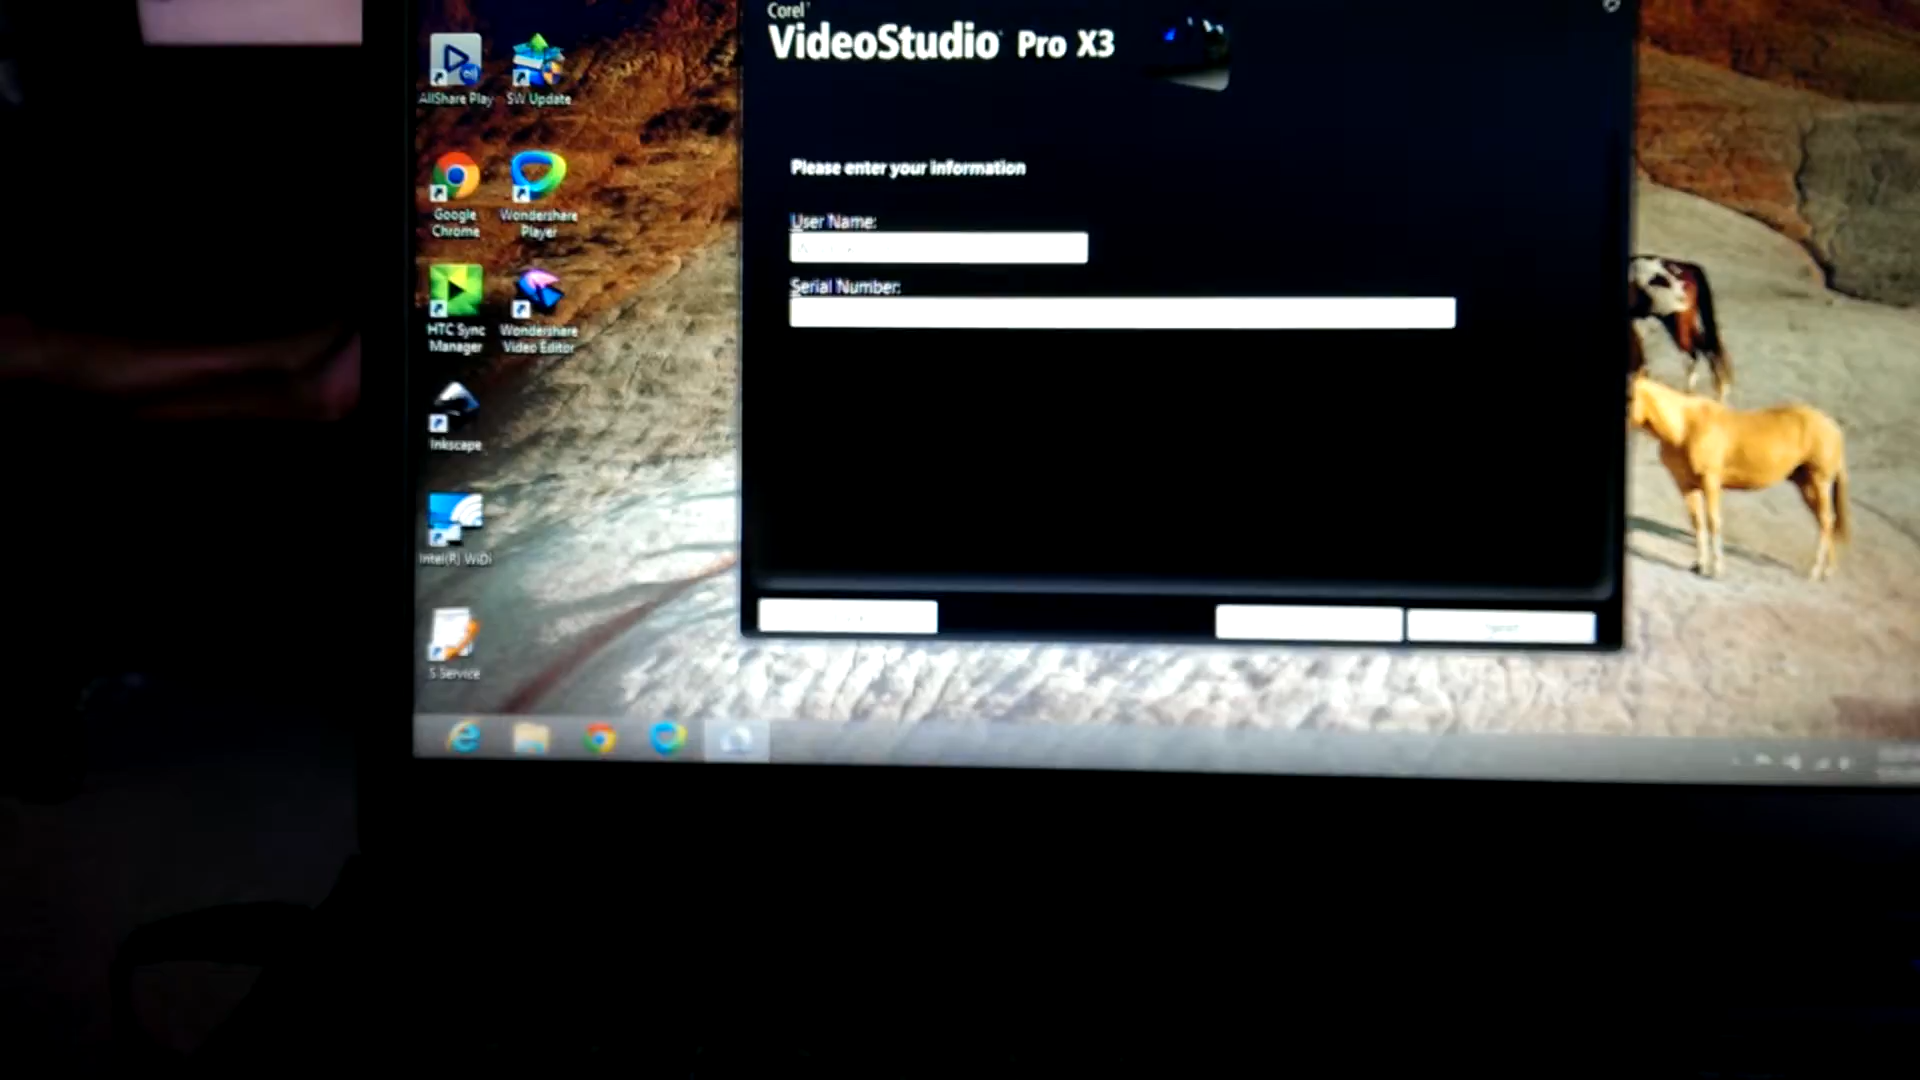 Corel
VideoStudio Pro X3
Please enter your information
User Name:
Serial Number:
AllShare Play
SW Update
Google
Chrome
Wondershare
Player
HTC Sync
Manager
Wondershare
Video Editor
Inkscape
Intel(R) WiDi
S Service